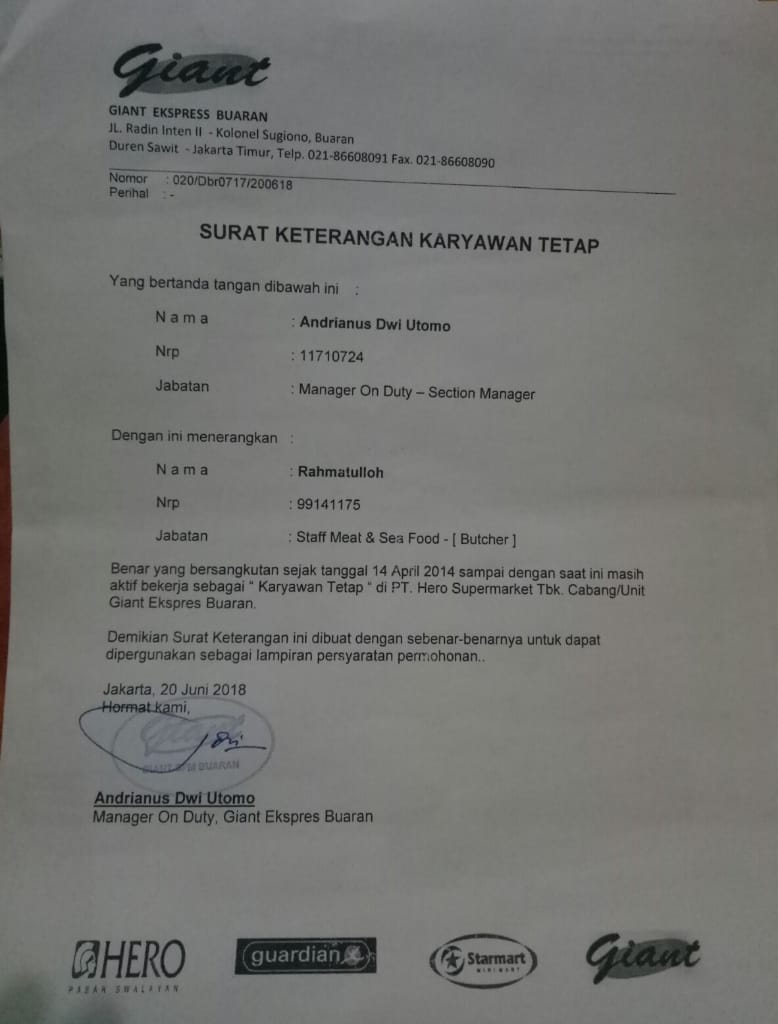 Giant
GIANT EKSPRESS BUARAN
JL. Radin Inten II - Kolonel Sugiono, Buaran
Duren Sawit - Jakarta Timur, Telp. 021-86608091 Fax. 021-86608090
Nomor : 020/Dbr0717/200618
Perihal : -
SURAT KETERANGAN KARYAWAN TETAP
Yang bertanda tangan dibawah ini :
N a m a : Andrianus Dwi Utomo
Nrp : 11710724
Jabatan : Manager On Duty – Section Manager
Dengan ini menerangkan :
N a m a : Rahmatulloh
Nrp : 99141175
Jabatan : Staff Meat & Sea Food - [ Butcher ]
Benar yang bersangkutan sejak tanggal 14 April 2014 sampai dengan saat ini masih
aktif bekerja sebagai “ Karyawan Tetap “ di PT. Hero Supermarket Tbk. Cabang/Unit
Giant Ekspres Buaran.
Demikian Surat Keterangan ini dibuat dengan sebenar-benarnya untuk dapat
dipergunakan sebagai lampiran persyaratan permohonan..
Jakarta, 20 Juni 2018
Hormat kami,
Giant
BUARAN
Andrianus Dwi Utomo
Manager On Duty, Giant Ekspres Buaran
HERO
PASAR SWALAYAN
guardian
Starmart
MINIMART
Giant